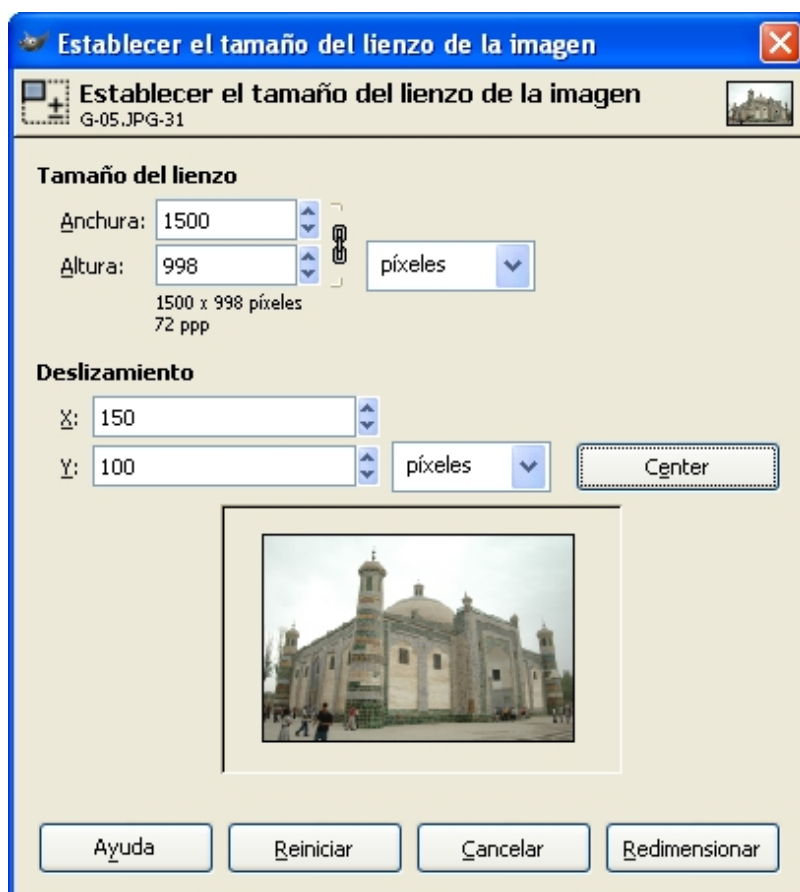 Establecer el tamaño del lienzo de la imagen
Establecer el tamaño del lienzo de la imagen
G-05.JPG-31
Tamaño del lienzo
Anchura: 1500
Altura: 998 píxeles
1500 x 998 píxeles
72 ppp
Deslizamiento
X: 150
Y: 100 píxeles Center
Ayuda Reiniciar Cancelar Redimensionar